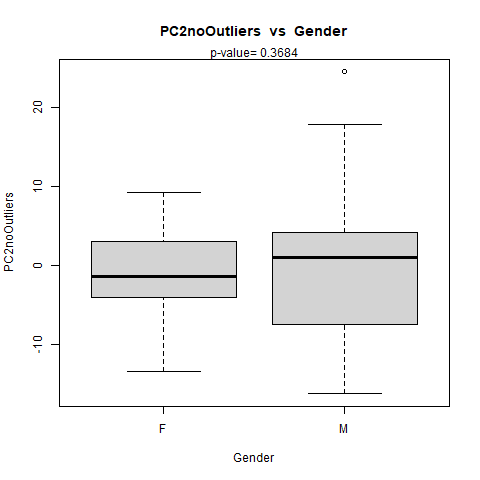 PC2noOutliers vs Gender
p-value= 0.3684
20
10
0
-10
PC2noOutliers
F M
Gender